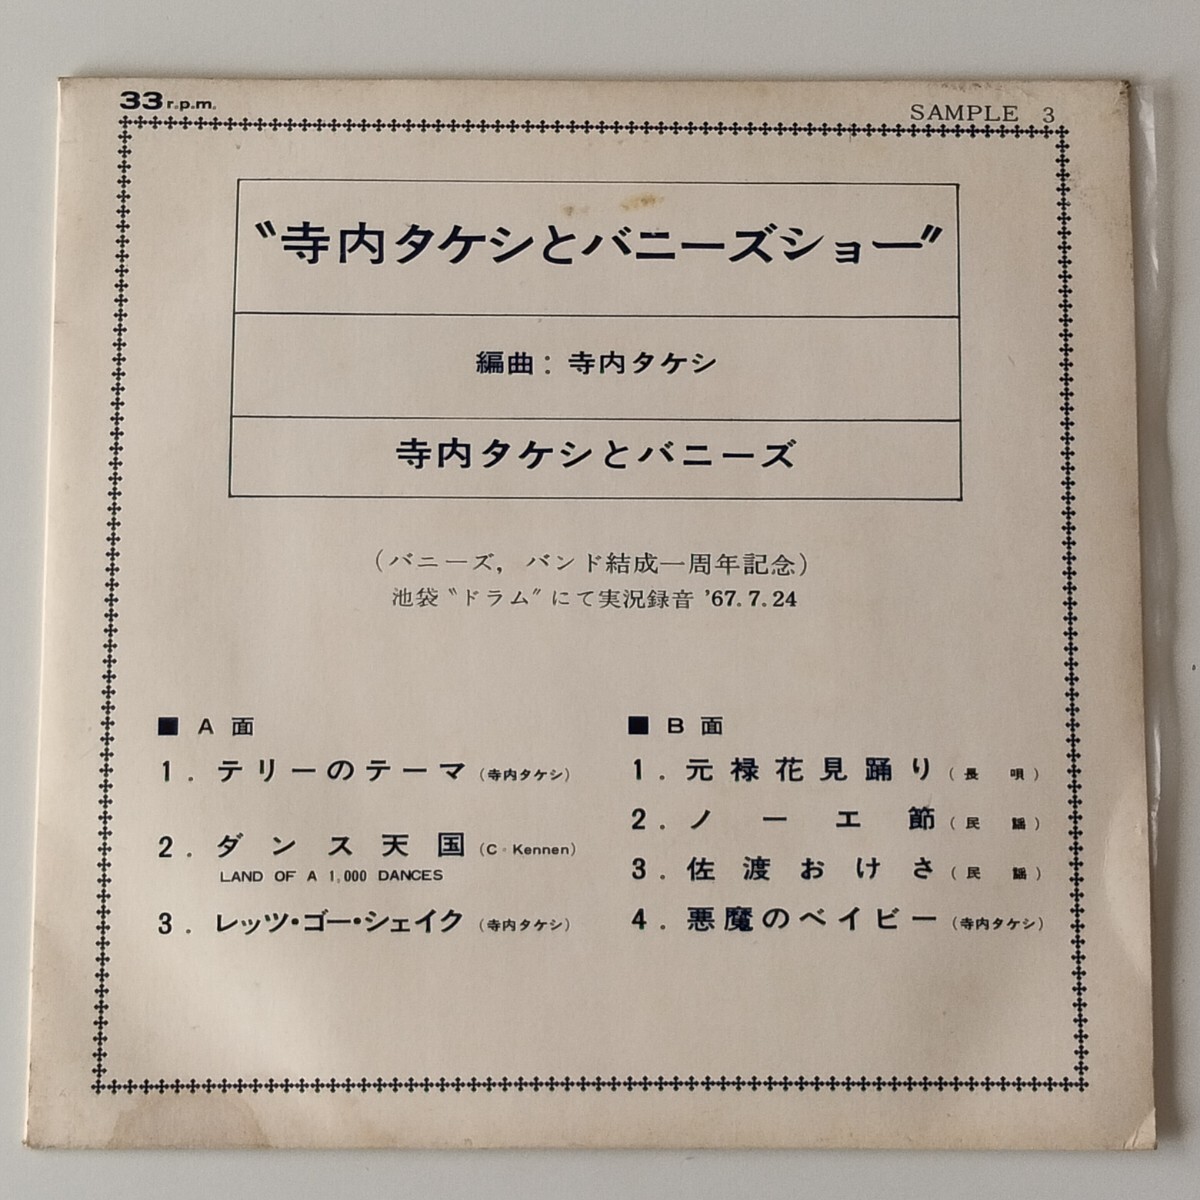 33 r.p.m.
SAMPLE 3
〝寺内タケシとバニーズショー〟
編曲：寺内タケシ
寺内タケシとバニーズ
（バニーズ，バンド結成一周年記念）
池袋〝ドラム〟にて実況録音 '67.7.24
■ A 面
1．テリーのテーマ（寺内タケシ）
2．ダンス天国（C・Kennen）
LAND OF A 1,000 DANCES
3．レッツ・ゴー・シェイク（寺内タケシ）
■ B 面
1．元禄花見踊り（長唄）
2．ノーエ節（民謡）
3．佐渡おけさ（民謡）
4．悪魔のベイビー（寺内タケシ）